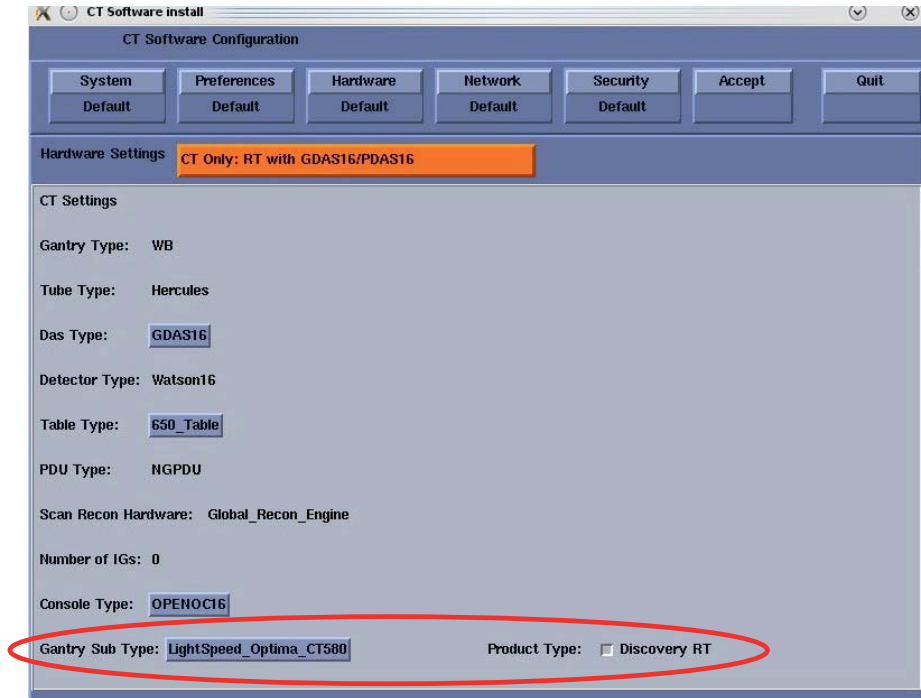 CT Software install
CT Software Configuration
System Preferences Hardware Network Security Accept Quit
Default Default Default Default Default
Hardware Settings CT Only: RT with GDAS16/PDAS16
CT Settings
Gantry Type: WB
Tube Type: Hercules
Das Type: GDAS16
Detector Type: Watson16
Table Type: 650_Table
PDU Type: NGPDU
Scan Recon Hardware: Global_Recon_Engine
Number of IGs: 0
Console Type: OPENOC16
Gantry Sub Type: LightSpeed_Optima_CT580 Product Type: Discovery RT